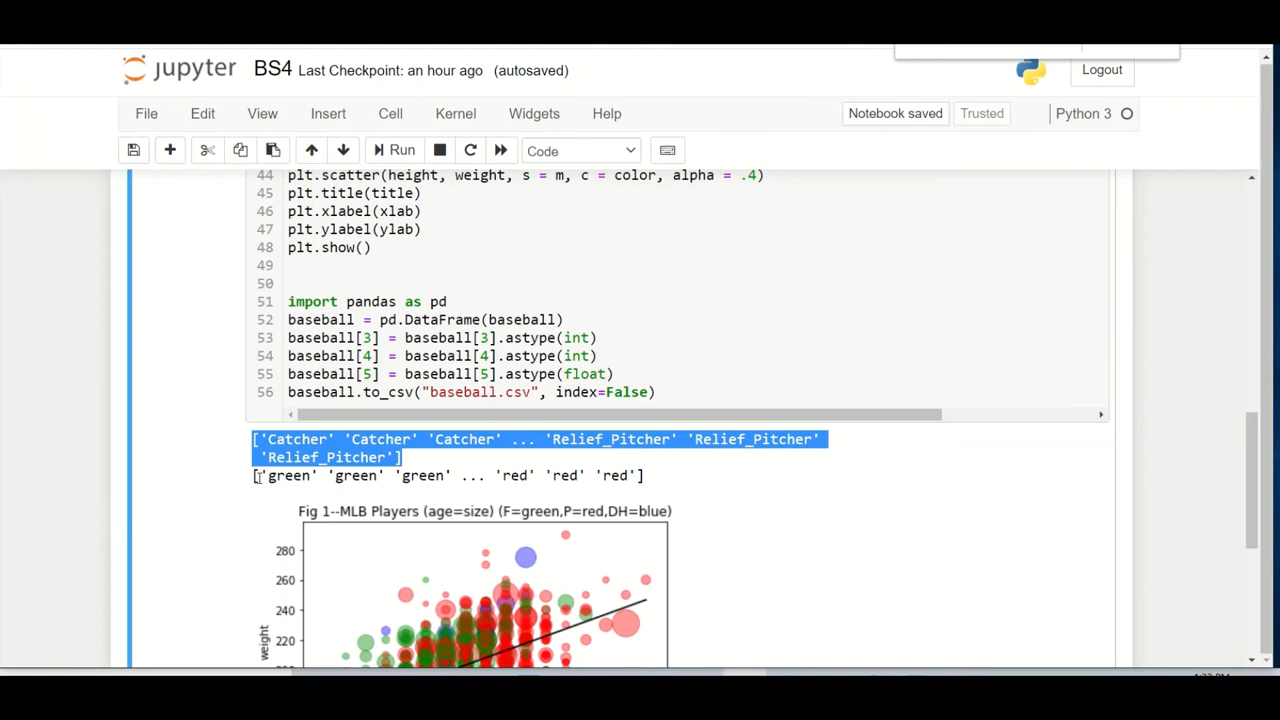 jupyter BS4 Last Checkpoint: an hour ago (autosaved)
Logout
File Edit View Insert Cell Kernel Widgets Help
Notebook saved Trusted Python 3
Run Code
44 plt.scatter(height, weight, s = m, c = color, alpha = .4)
45 plt.title(title)
46 plt.xlabel(xlab)
47 plt.ylabel(ylab)
48 plt.show()
49
50
51 import pandas as pd
52 baseball = pd.DataFrame(baseball)
53 baseball[3] = baseball[3].astype(int)
54 baseball[4] = baseball[4].astype(int)
55 baseball[5] = baseball[5].astype(float)
56 baseball.to_csv("baseball.csv", index=False)
['Catcher' 'Catcher' 'Catcher' ... 'Relief_Pitcher' 'Relief_Pitcher'
'Relief_Pitcher']
['green' 'green' 'green' ... 'red' 'red' 'red']
Fig 1--MLB Players (age=size) (F=green,P=red,DH=blue)
280
260
240
220
weight